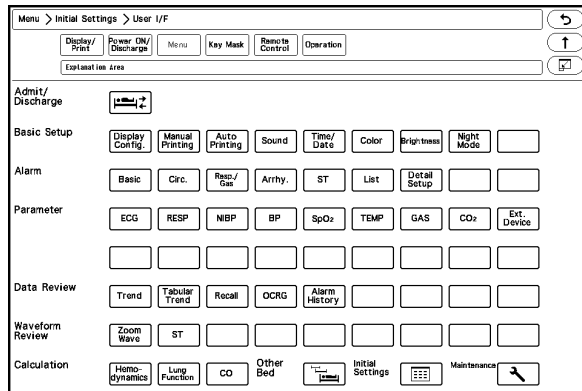 Menu > Initial Settings > User I/F
Display/ Print Power ON/ Discharge Menu Key Mask Remote Control Operation
Explanation Area
Admit/ Discharge
Basic Setup Display Config. Manual Printing Auto Printing Sound Time/ Date Color Brightness Night Mode
Alarm Basic Circ. Resp./ Gas Arrhy. ST List Detail Setup
Parameter ECG RESP NIBP BP SpO2 TEMP GAS CO2 Ext. Device
Data Review Trend Tabular Trend Recall OCRG Alarm History
Waveform Review Zoom Wave ST
Calculation Hemo- dynamics Lung Function CO Other Bed Initial Settings Maintenance